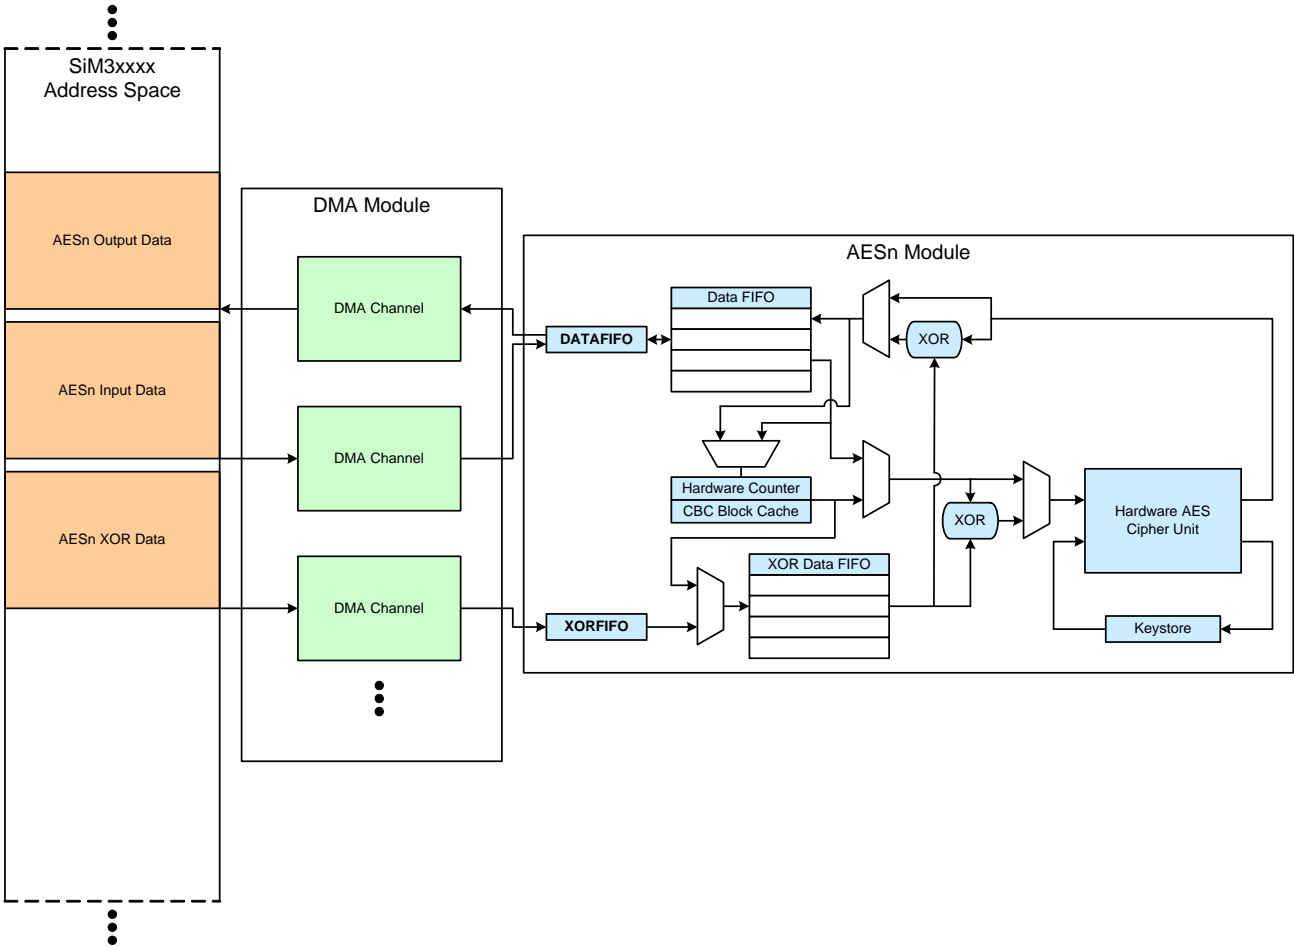 SiM3xxxx
Address Space
AESn Output Data
AESn Input Data
AESn XOR Data
DMA Module
DMA Channel
DMA Channel
DMA Channel
AESn Module
DATAFIFO
Data FIFO
XOR
Hardware Counter
CBC Block Cache
XOR
Hardware AES
Cipher Unit
XOR Data FIFO
XORFIFO
Keystore